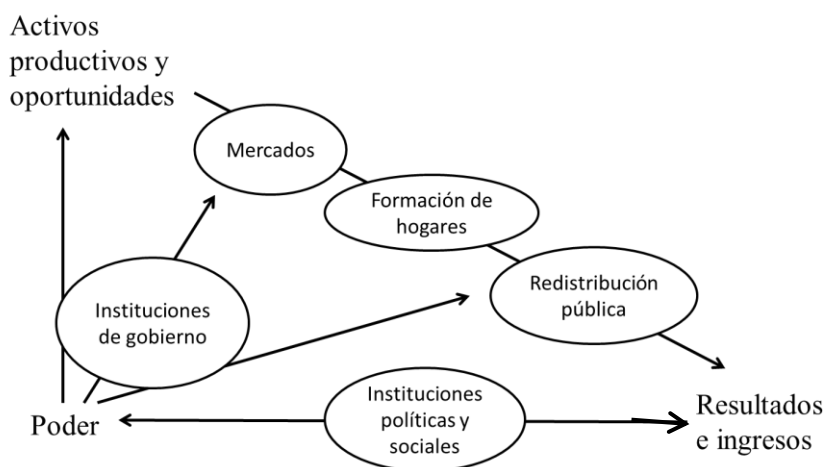 Activos
productivos y
oportunidades
Mercados
Formación de
hogares
Redistribución
pública
Instituciones
de gobierno
Instituciones
políticas y
sociales
Poder
Resultados
e ingresos